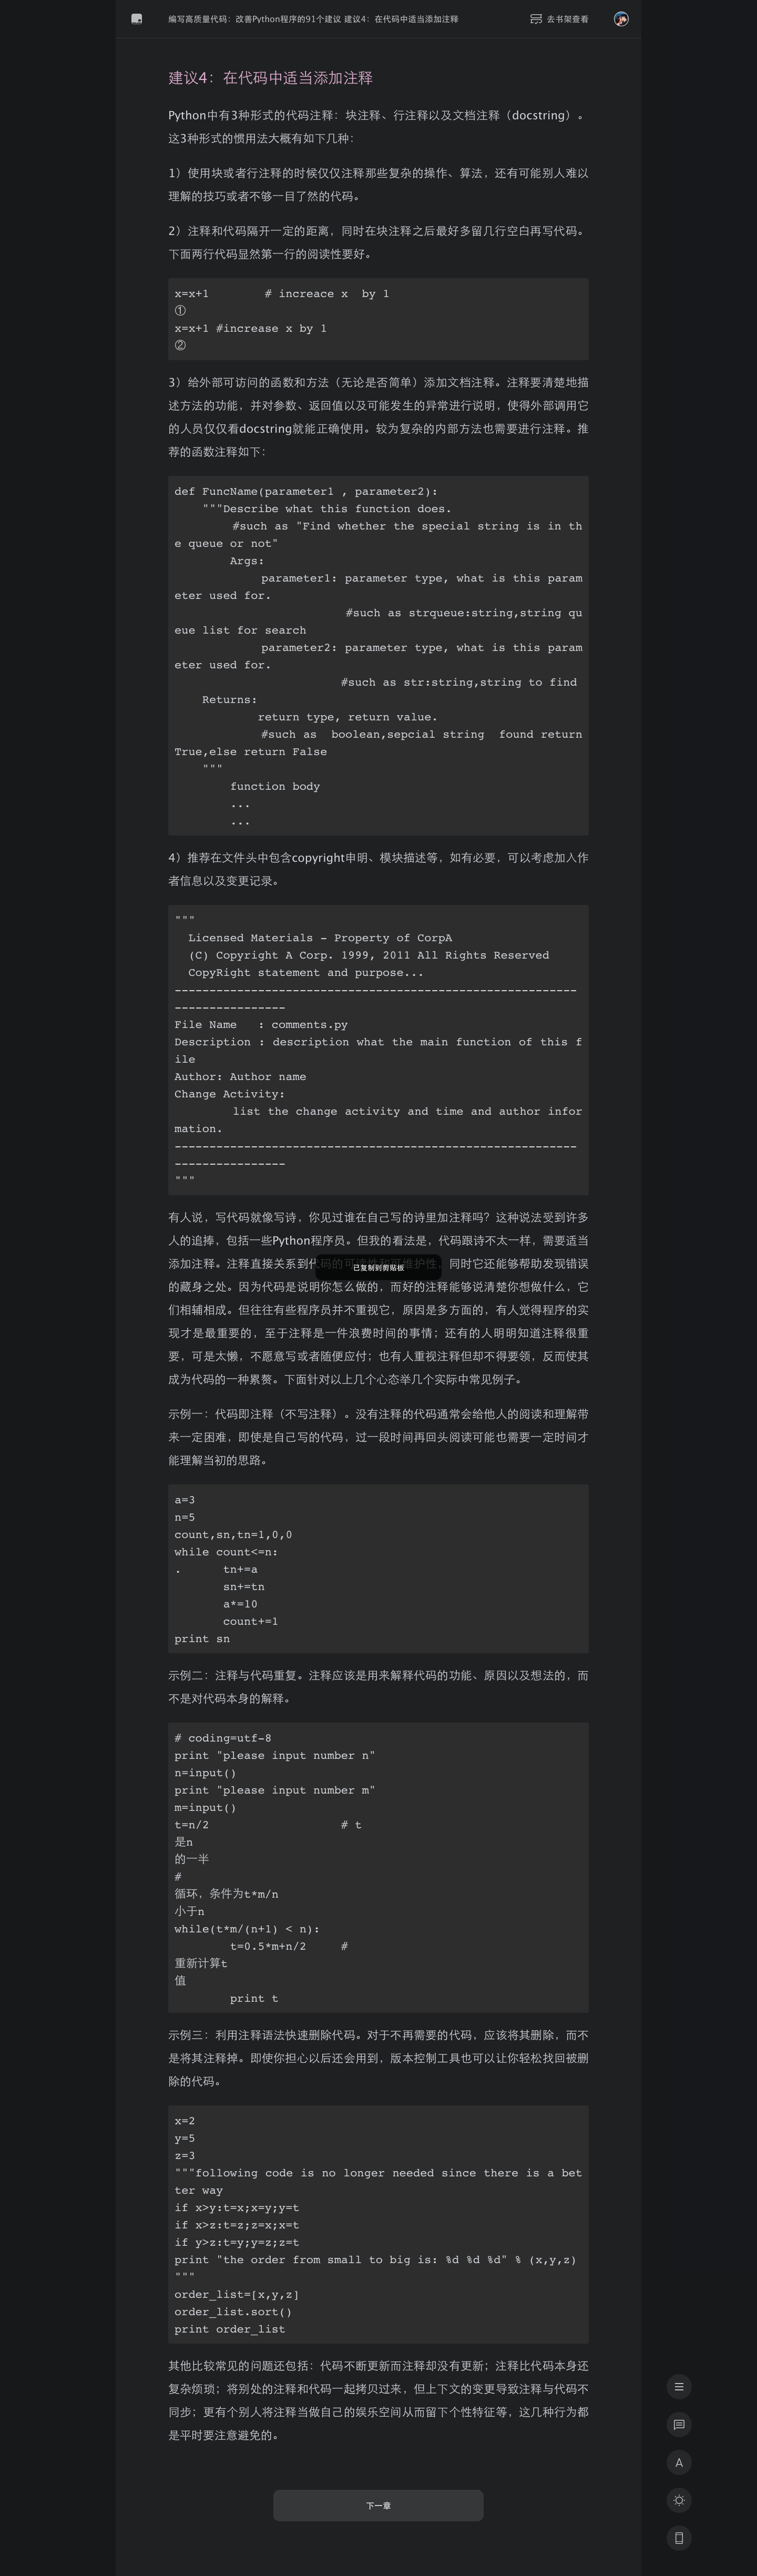 编写高质量代码：改善Python程序的91个建议 建议4：在代码中适当添加注释
去书架查看
建议4：在代码中适当添加注释
Python中有3种形式的代码注释：块注释、行注释以及文档注释（docstring）。
这3种形式的惯用法大概有如下几种：
1）使用块或者行注释的时候仅仅注释那些复杂的操作、算法，还有可能别人难以
理解的技巧或者不够一目了然的代码。
2）注释和代码隔开一定的距离，同时在块注释之后最好多留几行空白再写代码。
下面两行代码显然第一行的阅读性要好。
x=x+1        # increace x  by 1
①
x=x+1 #increase x by 1
②
3）给外部可访问的函数和方法（无论是否简单）添加文档注释。注释要清楚地描
述方法的功能，并对参数、返回值以及可能发生的异常进行说明，使得外部调用它
的人员仅仅看docstring就能正确使用。较为复杂的内部方法也需要进行注释。推
荐的函数注释如下：
def FuncName(parameter1 , parameter2):
    """Describe what this function does.
        #such as "Find whether the special string is in th
e queue or not"
        Args:
            parameter1: parameter type, what is this param
eter used for.
                        #such as strqueue:string,string qu
eue list for search
            parameter2: parameter type, what is this param
eter used for.
                        #such as str:string,string to find
    Returns:
            return type, return value.
            #such as  boolean,sepcial string  found return
True,else return False
    """
        function body
        ...
        ...
4）推荐在文件头中包含copyright申明、模块描述等，如有必要，可以考虑加入作
者信息以及变更记录。
"""
  Licensed Materials - Property of CorpA
  (C) Copyright A Corp. 1999, 2011 All Rights Reserved
  CopyRight statement and purpose...
----------------------------------------------------------
----------------
File Name   : comments.py
Description : description what the main function of this f
ile
Author: Author name
Change Activity:
        list the change activity and time and author infor
mation.
----------------------------------------------------------
----------------
"""
有人说，写代码就像写诗，你见过谁在自己写的诗里加注释吗？这种说法受到许多
人的追捧，包括一些Python程序员。但我的看法是，代码跟诗不太一样，需要适当
添加注释。注释直接关系到代码的可读性和可维护性，同时它还能够帮助发现错误
已复制到剪贴板
的藏身之处。因为代码是说明你怎么做的，而好的注释能够说清楚你想做什么，它
们相辅相成。但往往有些程序员并不重视它，原因是多方面的，有人觉得程序的实
现才是最重要的，至于注释是一件浪费时间的事情；还有的人明明知道注释很重
要，可是太懒，不愿意写或者随便应付；也有人重视注释但却不得要领，反而使其
成为代码的一种累赘。下面针对以上几个心态举几个实际中常见例子。
示例一：代码即注释（不写注释）。没有注释的代码通常会给他人的阅读和理解带
来一定困难，即使是自己写的代码，过一段时间再回头阅读可能也需要一定时间才
能理解当初的思路。
a=3
n=5
count,sn,tn=1,0,0
while count<=n:
.      tn+=a
       sn+=tn
       a*=10
       count+=1
print sn
示例二：注释与代码重复。注释应该是用来解释代码的功能、原因以及想法的，而
不是对代码本身的解释。
# coding=utf-8
print "please input number n"
n=input()
print "please input number m"
m=input()
t=n/2                   # t
是n
的一半
#
循环，条件为t*m/n
小于n
while(t*m/(n+1) < n):
        t=0.5*m+n/2     #
重新计算t
值
        print t
示例三：利用注释语法快速删除代码。对于不再需要的代码，应该将其删除，而不
是将其注释掉。即使你担心以后还会用到，版本控制工具也可以让你轻松找回被删
除的代码。
x=2
y=5
z=3
"""following code is no longer needed since there is a bet
ter way
if x>y:t=x;x=y;y=t
if x>z:t=z;z=x;x=t
if y>z:t=y;y=z;z=t
print "the order from small to big is: %d %d %d" % (x,y,z)
"""
order_list=[x,y,z]
order_list.sort()
print order_list
其他比较常见的问题还包括：代码不断更新而注释却没有更新；注释比代码本身还
复杂烦琐；将别处的注释和代码一起拷贝过来，但上下文的变更导致注释与代码不
同步；更有个别人将注释当做自己的娱乐空间从而留下个性特征等，这几种行为都
是平时要注意避免的。
A
下一章